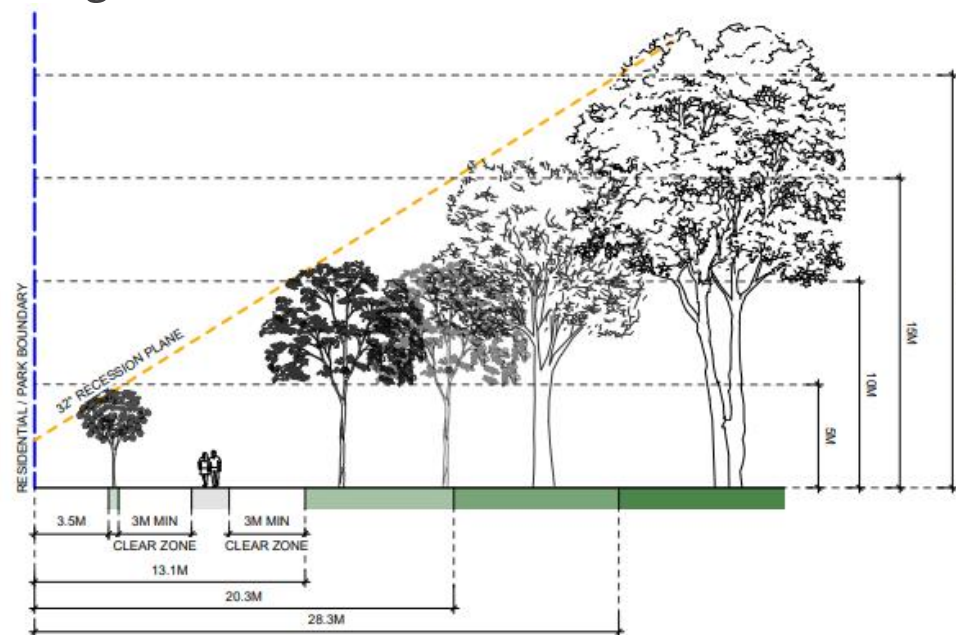 RESIDENTIAL / PARK BOUNDARY
32° RECESSION PLANE
15M
10M
5M
3.5M
3M MIN
3M MIN
CLEAR ZONE
CLEAR ZONE
13.1M
20.3M
28.3M